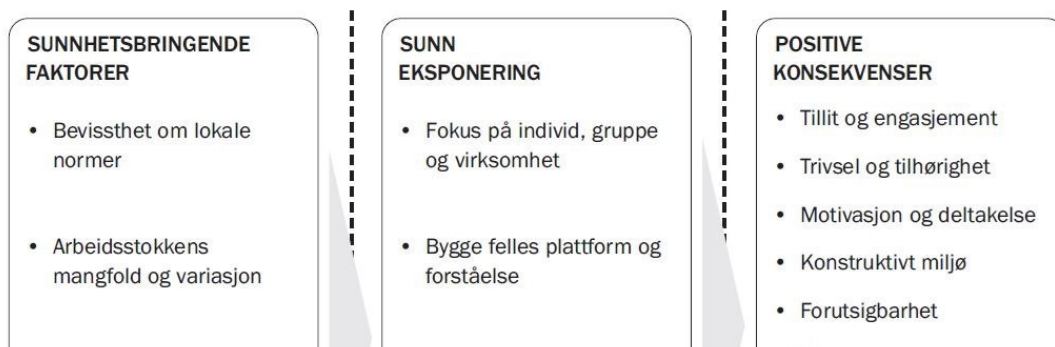 SUNNHETSBRINGENDE
FAKTORER
• Bevissthet om lokale
normer
• Arbeidsstokkens
mangfold og variasjon
SUNN
EKSPONERING
• Fokus på individ, gruppe
og virksomhet
• Bygge felles plattform og
forståelse
POSITIVE
KONSEKVENSER
• Tillit og engasjement
• Trivsel og tilhørighet
• Motivasjon og deltakelse
• Konstruktivt miljø
• Forutsigbarhet